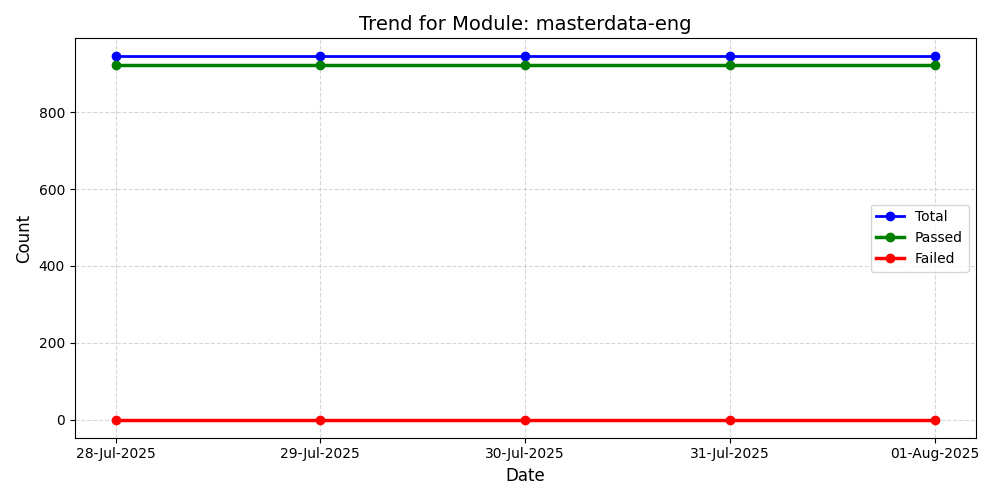 Trend for Module: masterdata-eng
Count
800
600
400
200
0
Total
Passed
Failed
28-Jul-2025
29-Jul-2025
30-Jul-2025
31-Jul-2025
01-Aug-2025
Date